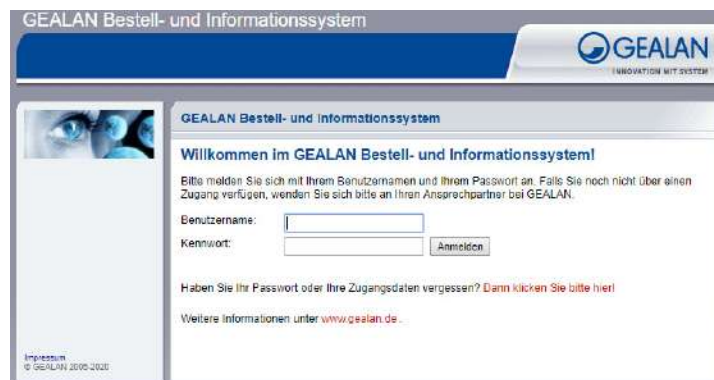 GEALAN Bestell- und Informationssystem
GEALAN
INNOVATION MIT SYSTEM
GEALAN Bestell- und Informationssystem
Willkommen im GEALAN Bestell- und Informationssystem!
Bitte melden Sie sich mit Ihrem Benutzernamen und Ihrem Passwort an. Falls Sie noch nicht über einen
Zugang verfügen, wenden Sie sich bitte an Ihren Ansprechpartner bei GEALAN.
Benutzername:
Kennwort:
Anmelden
Haben Sie Ihr Passwort oder Ihre Zugangsdaten vergessen? Dann klicken Sie bitte hier!
Weitere Informationen unter www.gealan.de .
Impressum
© GEALAN 2005-2020